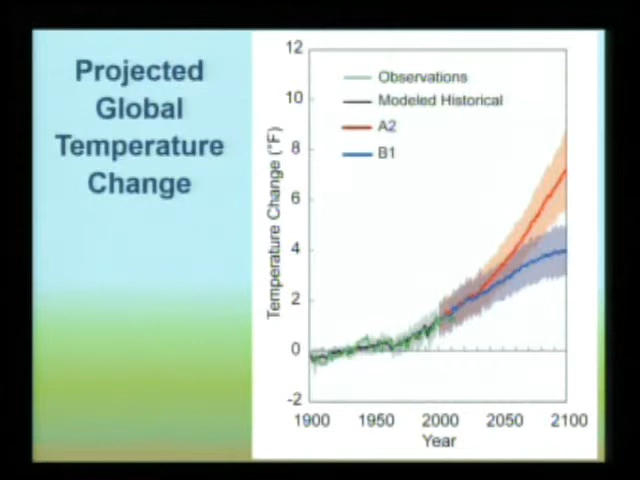 Projected
Global
Temperature
Change
Temperature Change (°F)
12
10
8
6
4
2
0
-2
Observations
Modeled Historical
A2
B1
1900 1950 2000 2050 2100
Year